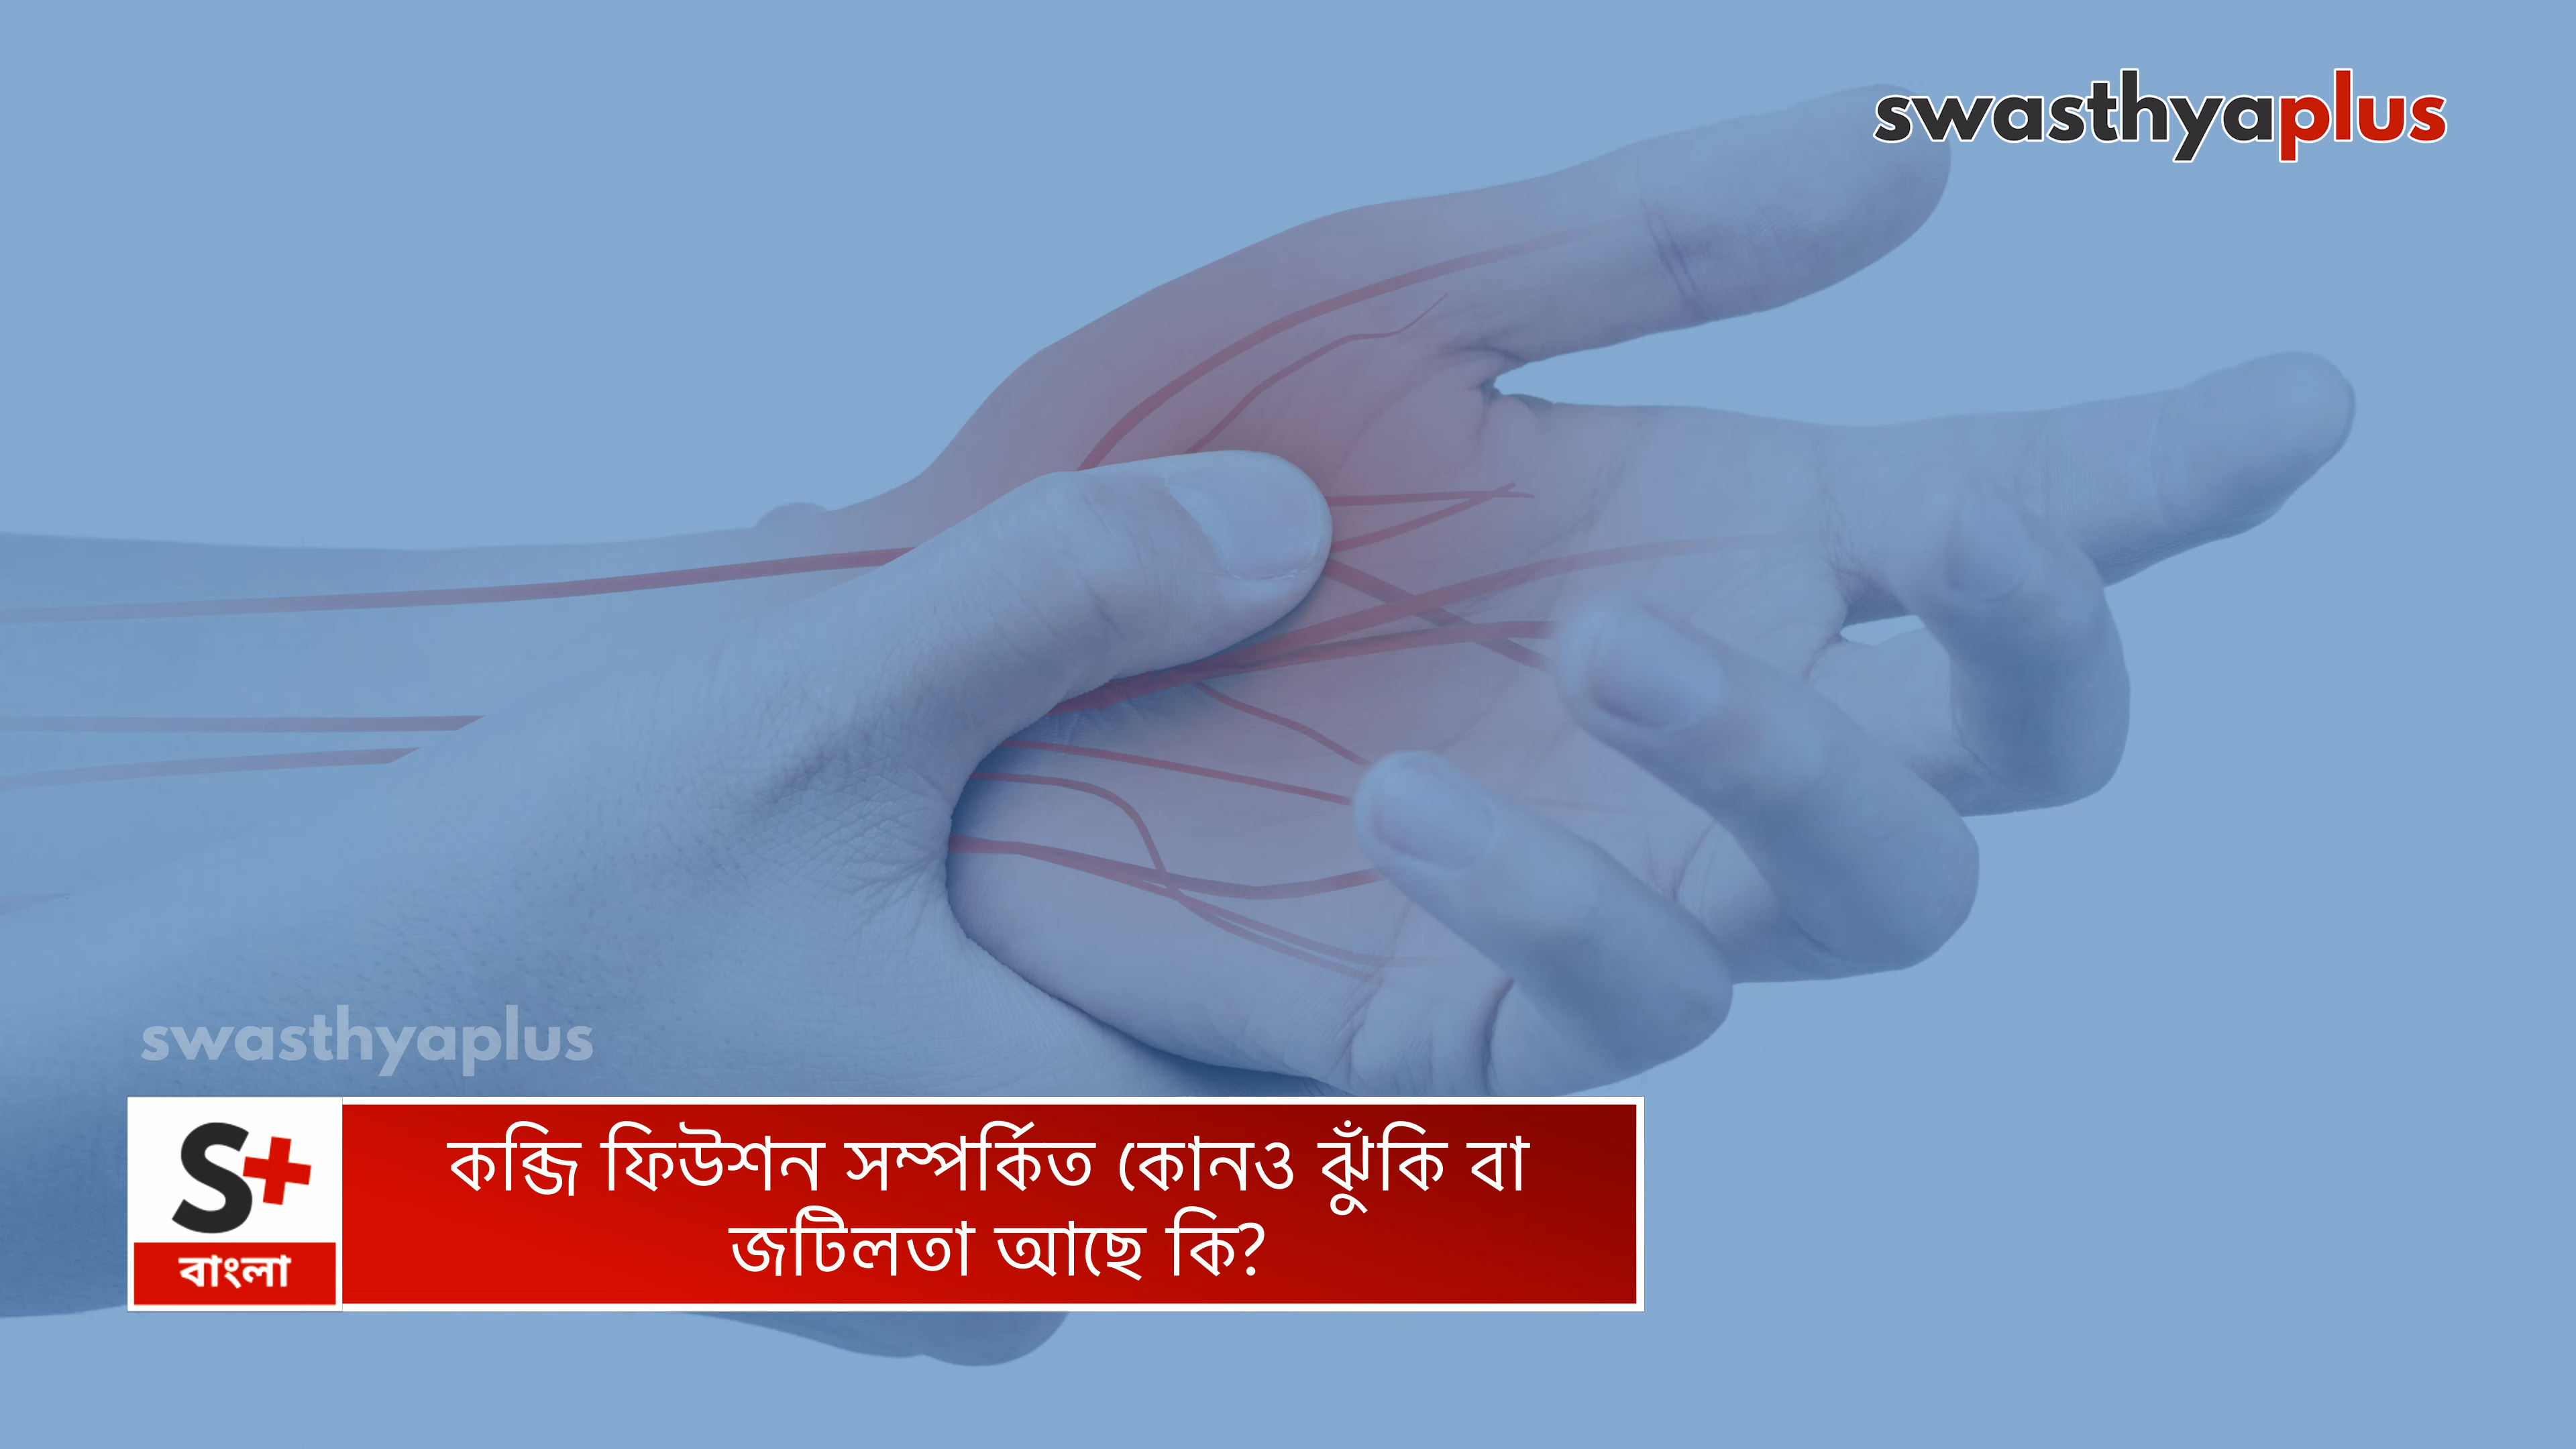 swasthyaplus
swasthyaplus
S+
বাংলা
কব্জি ফিউশন সম্পর্কিত কোনও ঝুঁকি বা
জটিলতা আছে কি?